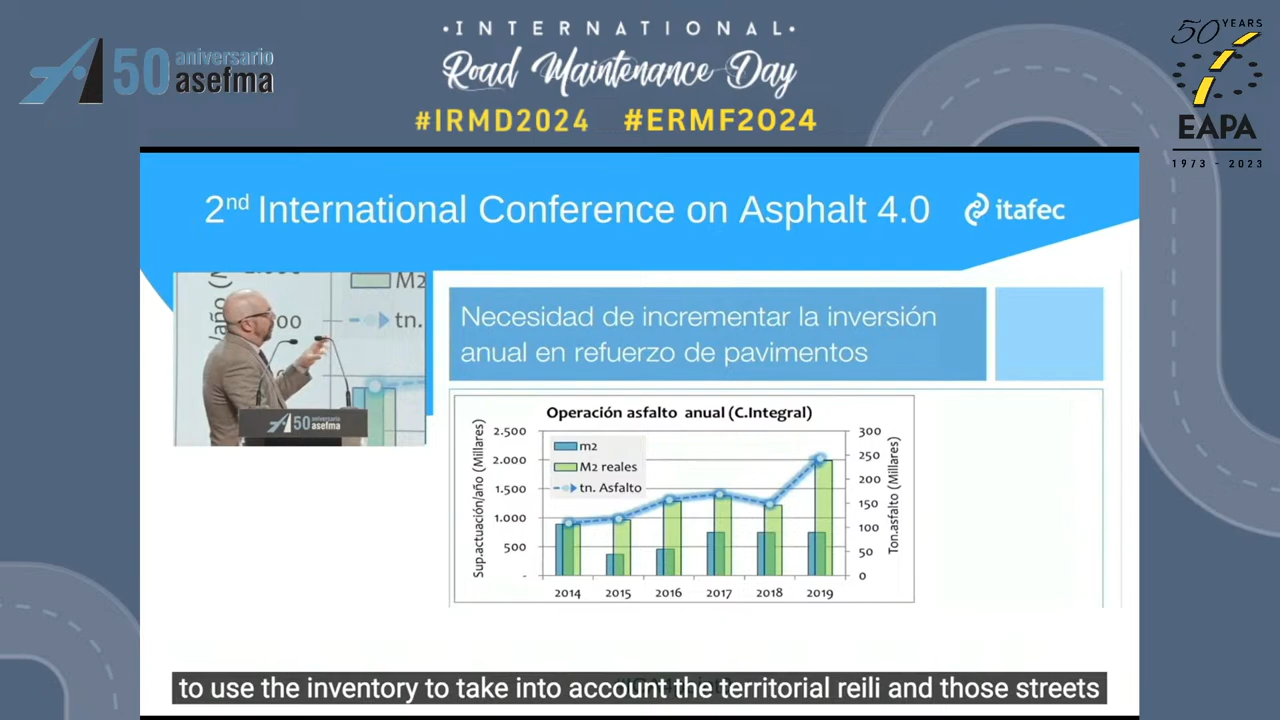 50 aniversario asefma
·INTERNATIONAL·
Road Maintenance Day
#IRMD2024 #ERMF2024
50 YEARS
EAPA
1973 - 2023
2nd International Conference on Asphalt 4.0
itafec
M2
tn.
50 aniversario asefma
Necesidad de incrementar la inversión
anual en refuerzo de pavimentos
Operación asfalto anual (C.Integral)
Sup.actuación/año (Millares)
2.500
2.000
1.500
1.000
500
-
m2
M2 reales
tn. Asfalto
300
250
200
150
100
50
0
Ton.asfalto (Millares)
2014 2015 2016 2017 2018 2019
to use the inventory to take into account the territorial reili and those streets